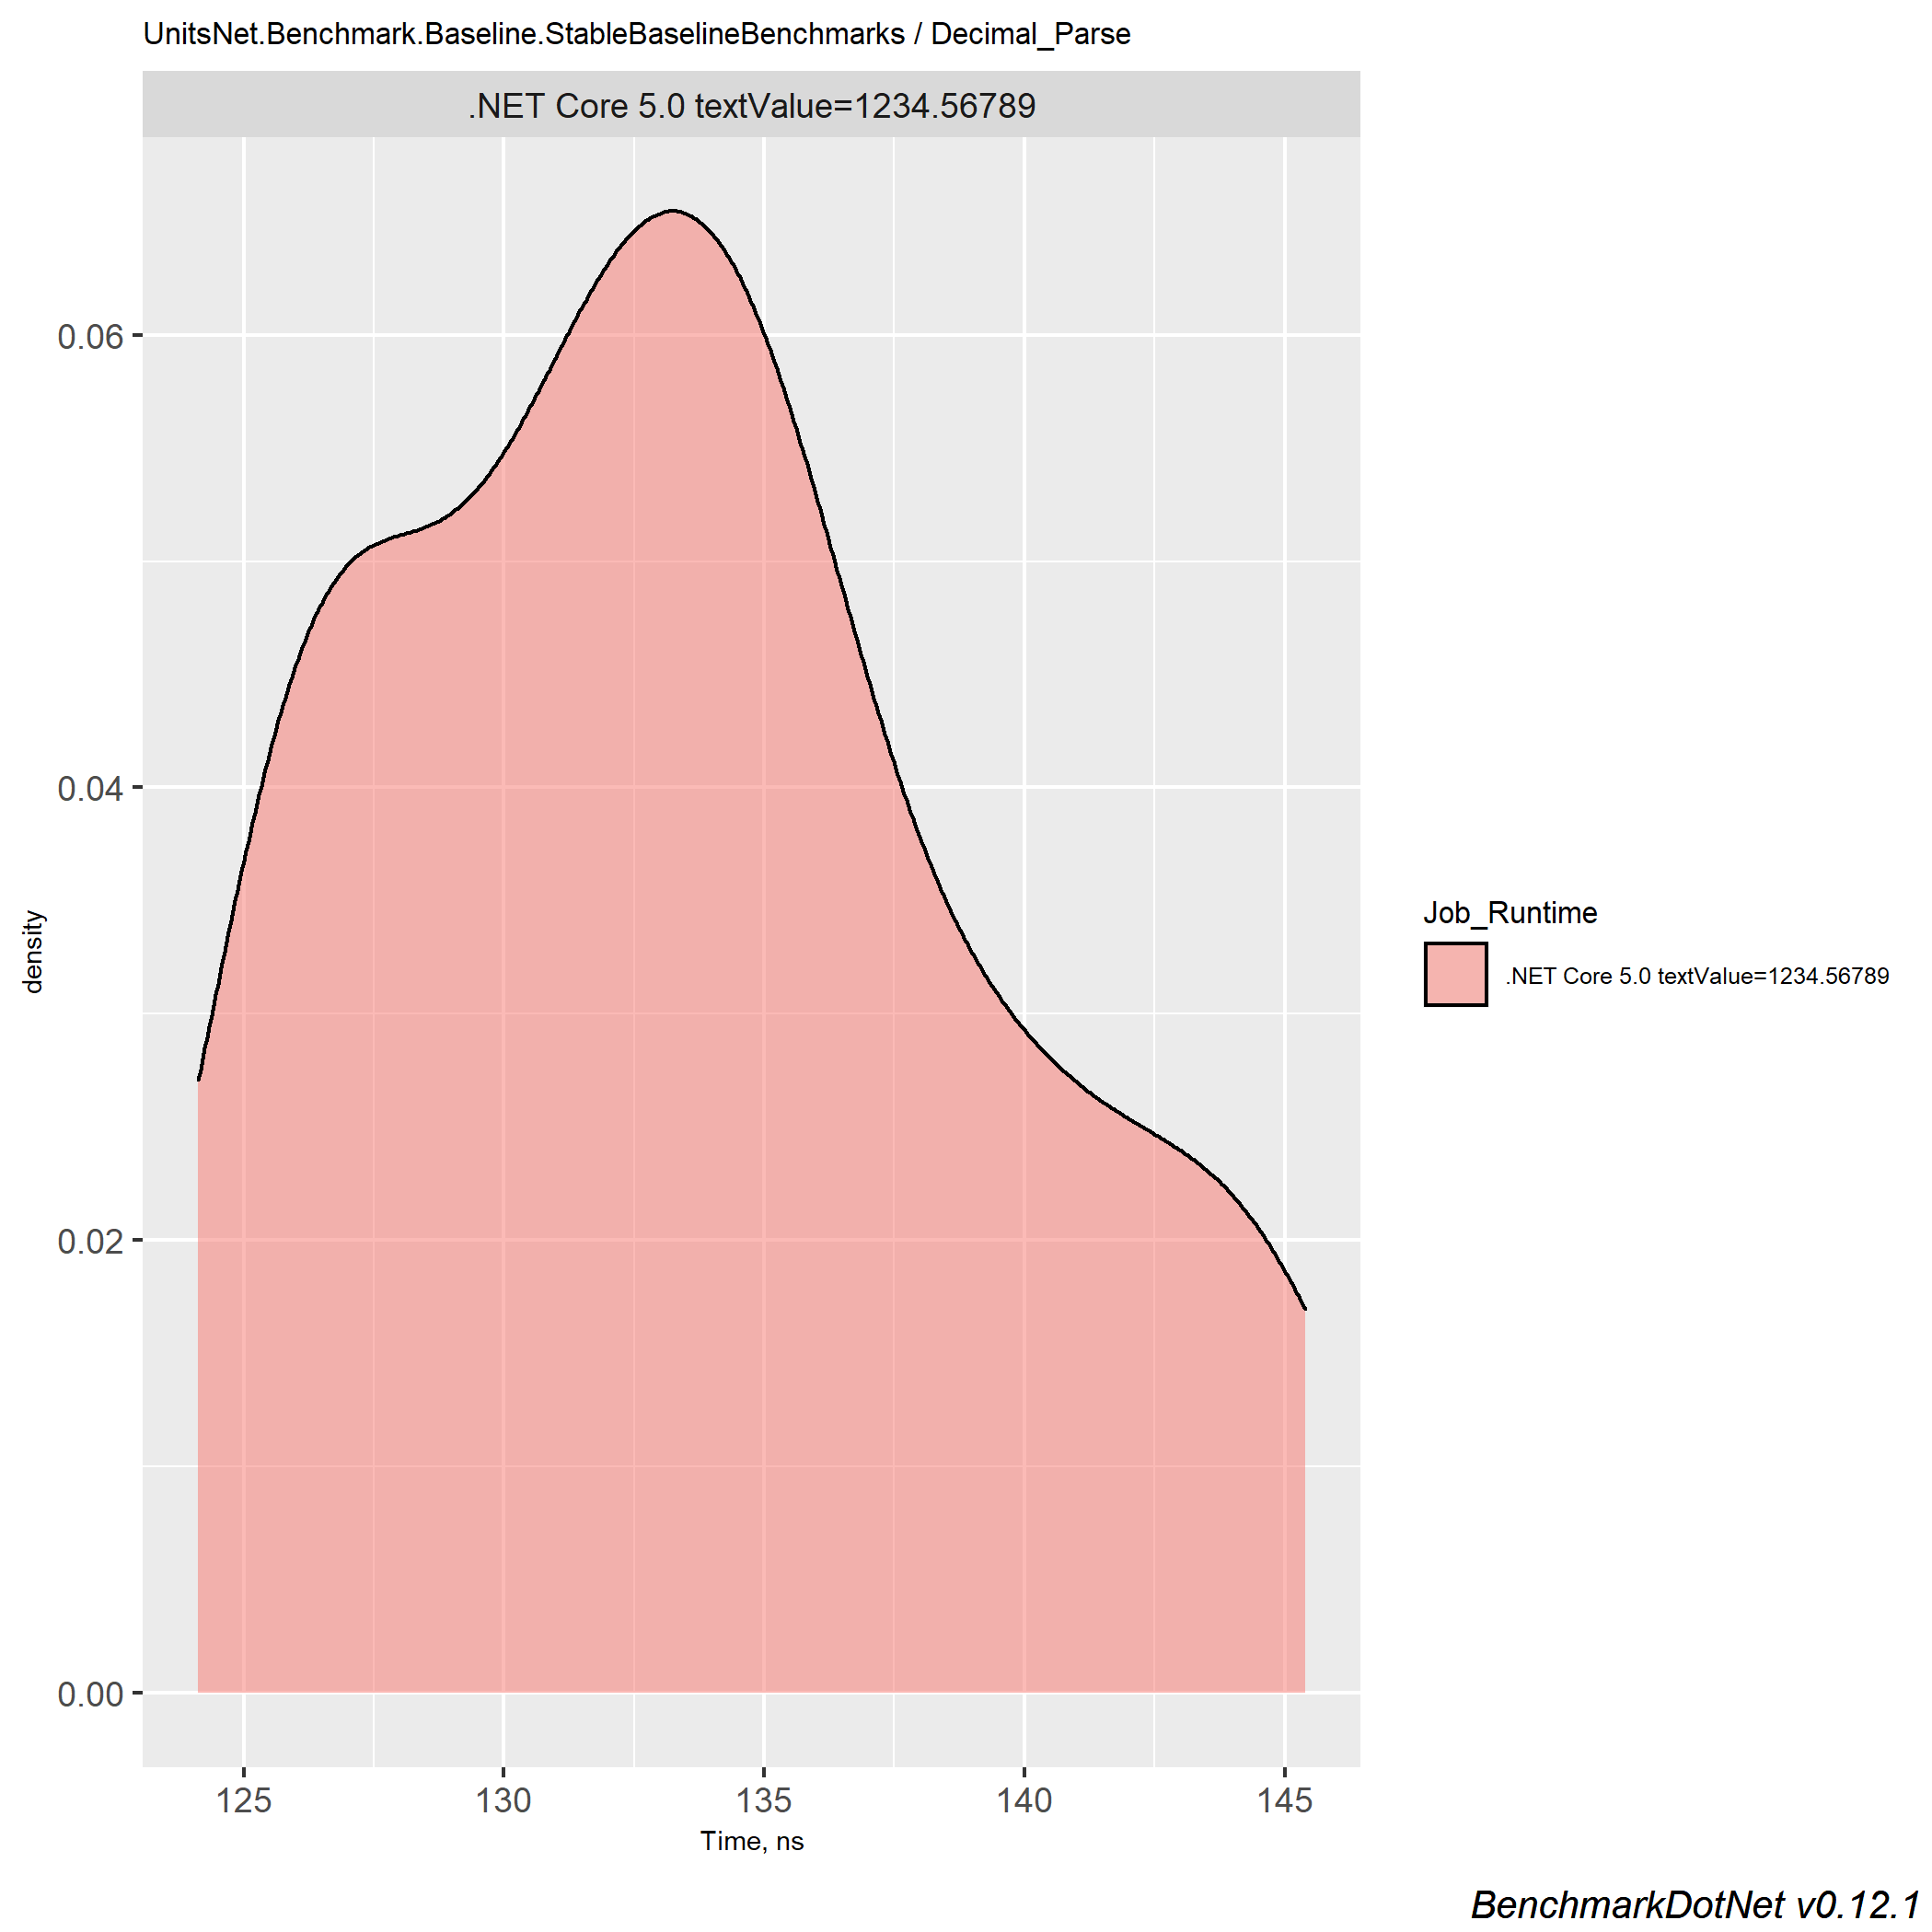 UnitsNet.Benchmark.Baseline.StableBaselineBenchmarks / Decimal_Parse
.NET Core 5.0 textValue=1234.56789
0.06
0.04
0.02
0.00
density
125 130 135 140 145
Time, ns
Job_Runtime
.NET Core 5.0 textValue=1234.56789
BenchmarkDotNet v0.12.1